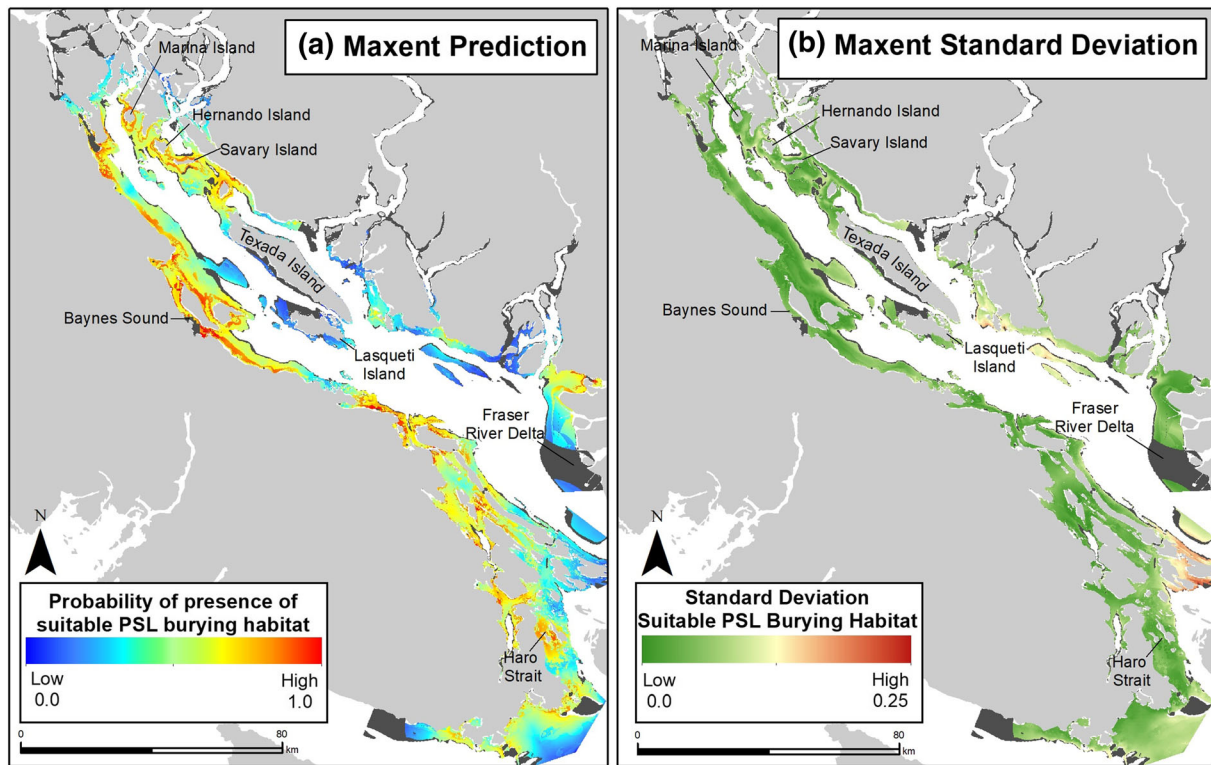 (a) Maxent Prediction
Marina Island
Hernando Island
Savary Island
Texada Island
Baynes Sound
Lasqueti
Island
Fraser
River Delta
Haro
Strait
N
Probability of presence of
suitable PSL burying habitat
Low
0.0
High
1.0
0
80
km
(b) Maxent Standard Deviation
Marina Island
Hernando Island
Savary Island
Texada Island
Baynes Sound
Lasqueti
Island
Fraser
River Delta
Haro
Strait
N
Standard Deviation
Suitable PSL Burying Habitat
Low
0.0
High
0.25
0
80
km